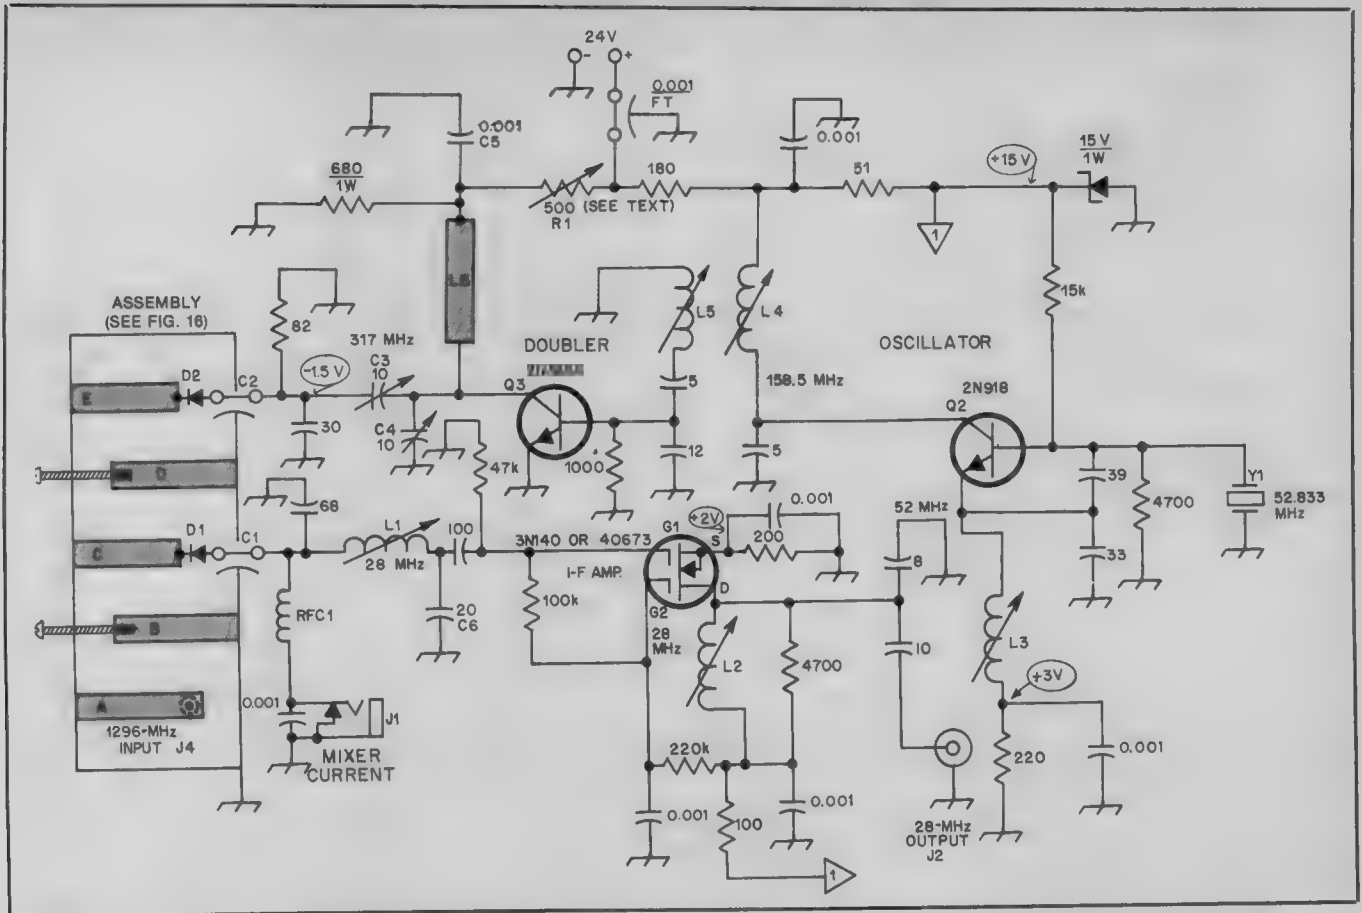 24V
- +
0.001
FT
0.001
C5
0.001
15 V
1W
+15 V
680
1W
180
51
500 (SEE TEXT)
R1
1
ASSEMBLY
(SEE FIG. 16)
82
317 MHz
L5
L4
15k
DOUBLER
OSCILLATOR
-1.5 V
C3
10
158.5 MHz
D2
C2
E
Q3
5
2N918
Q2
30
C4
10
47k
1000
12
5
39
4700
Y1
52.833
MHz
68
D
L1
28 MHz
100
3N140 OR 40673
G1
+2V
S
0.001
200
52 MHz
8
33
D1
C1
C
I-F AMP.
D
G2
28
MHz
100k
20
C6
RFC1
B
L2
4700
10
L3
+3V
A
1296-MHz
INPUT J4
0.001
J1
MIXER
CURRENT
220k
0.001
100
0.001
220
0.001
28-MHz
OUTPUT
J2
1